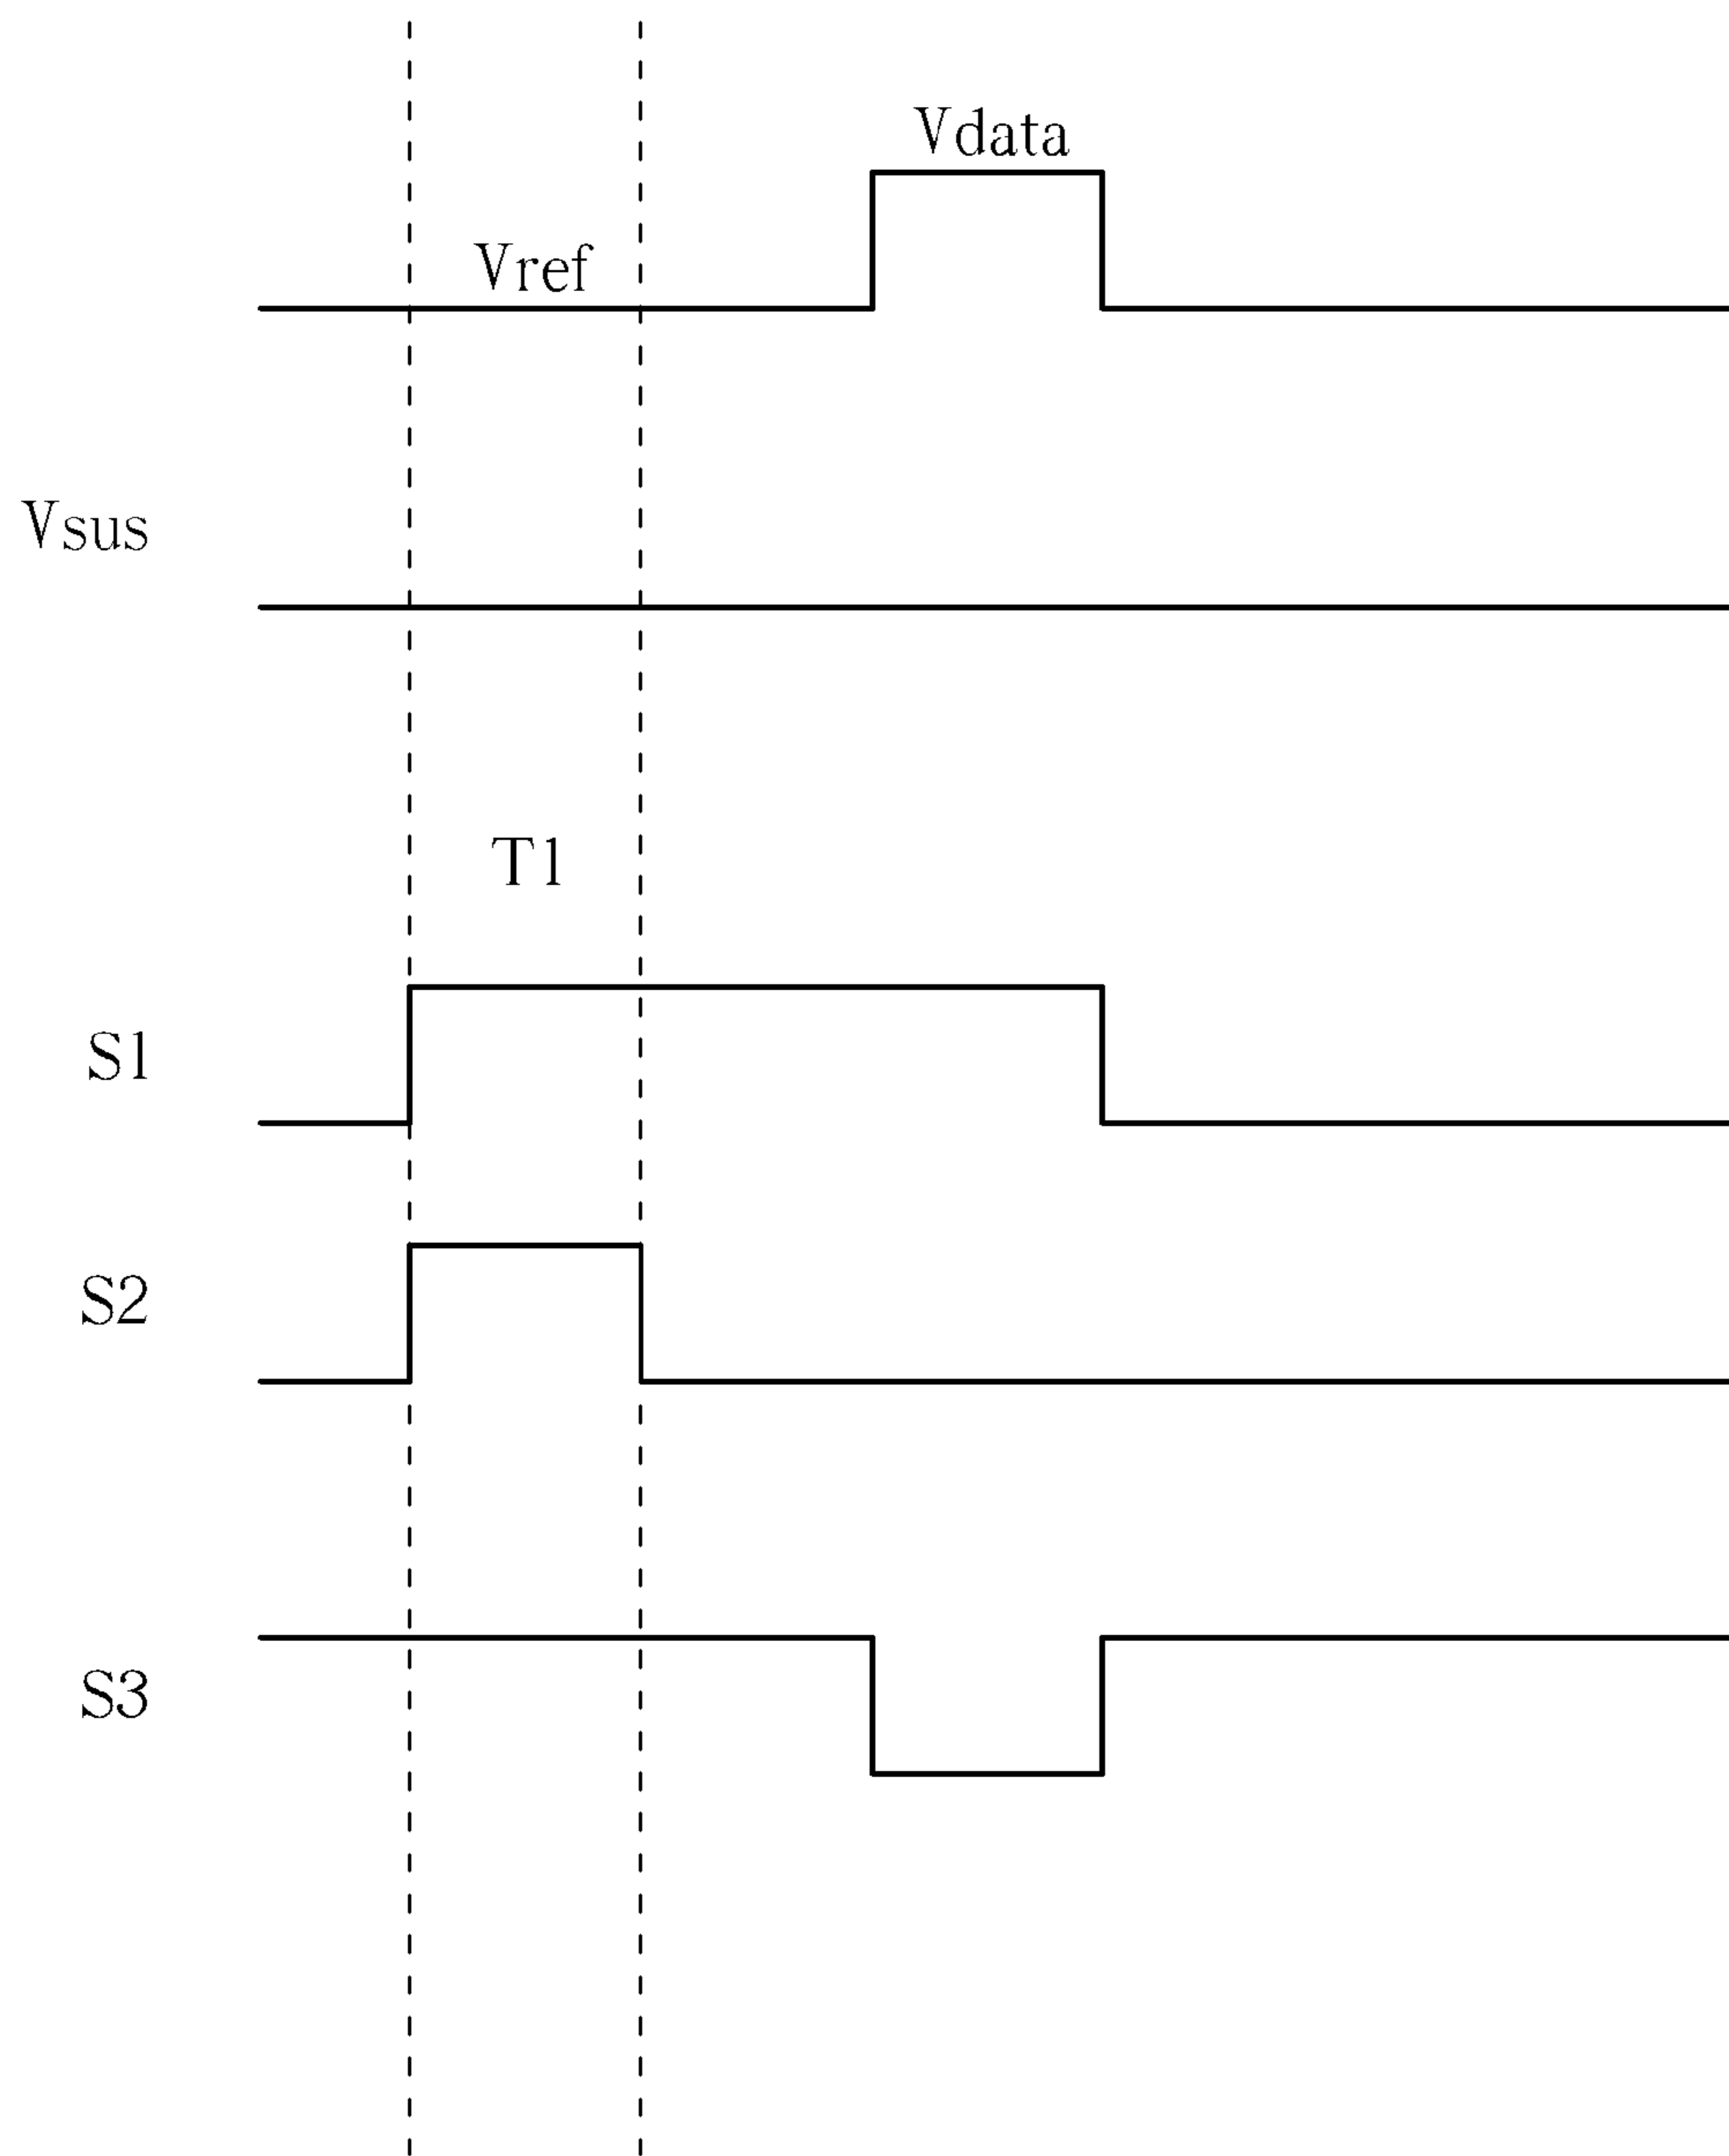 Vdata
Vref
Vsus
T1
S1
S2
S3